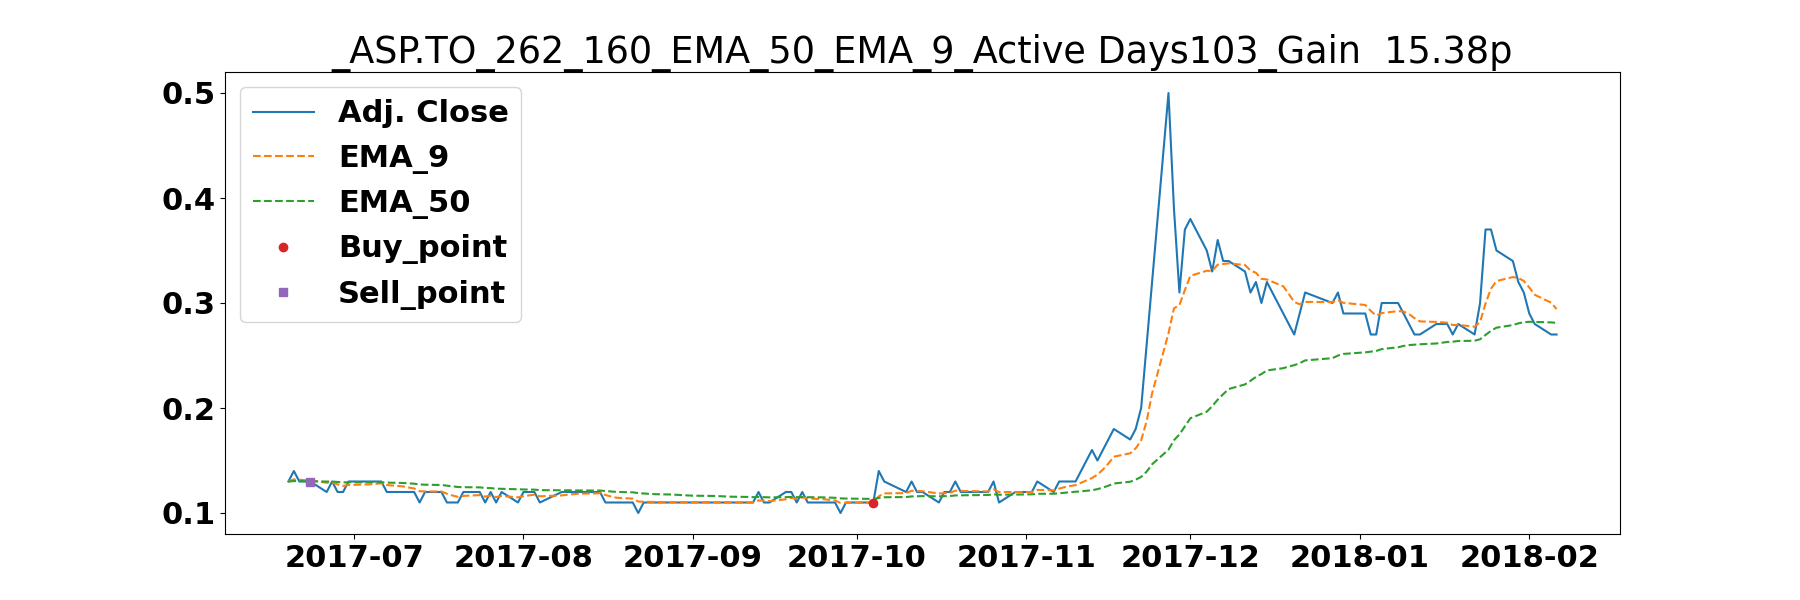 _ASP.TO_262_160_EMA_50_EMA_9_Active Days103_Gain  15.38p
0.5
0.4
0.3
0.2
0.1
Adj. Close
EMA_9
EMA_50
Buy_point
Sell_point
2017-07 2017-08 2017-09 2017-10 2017-11 2017-12 2018-01 2018-02